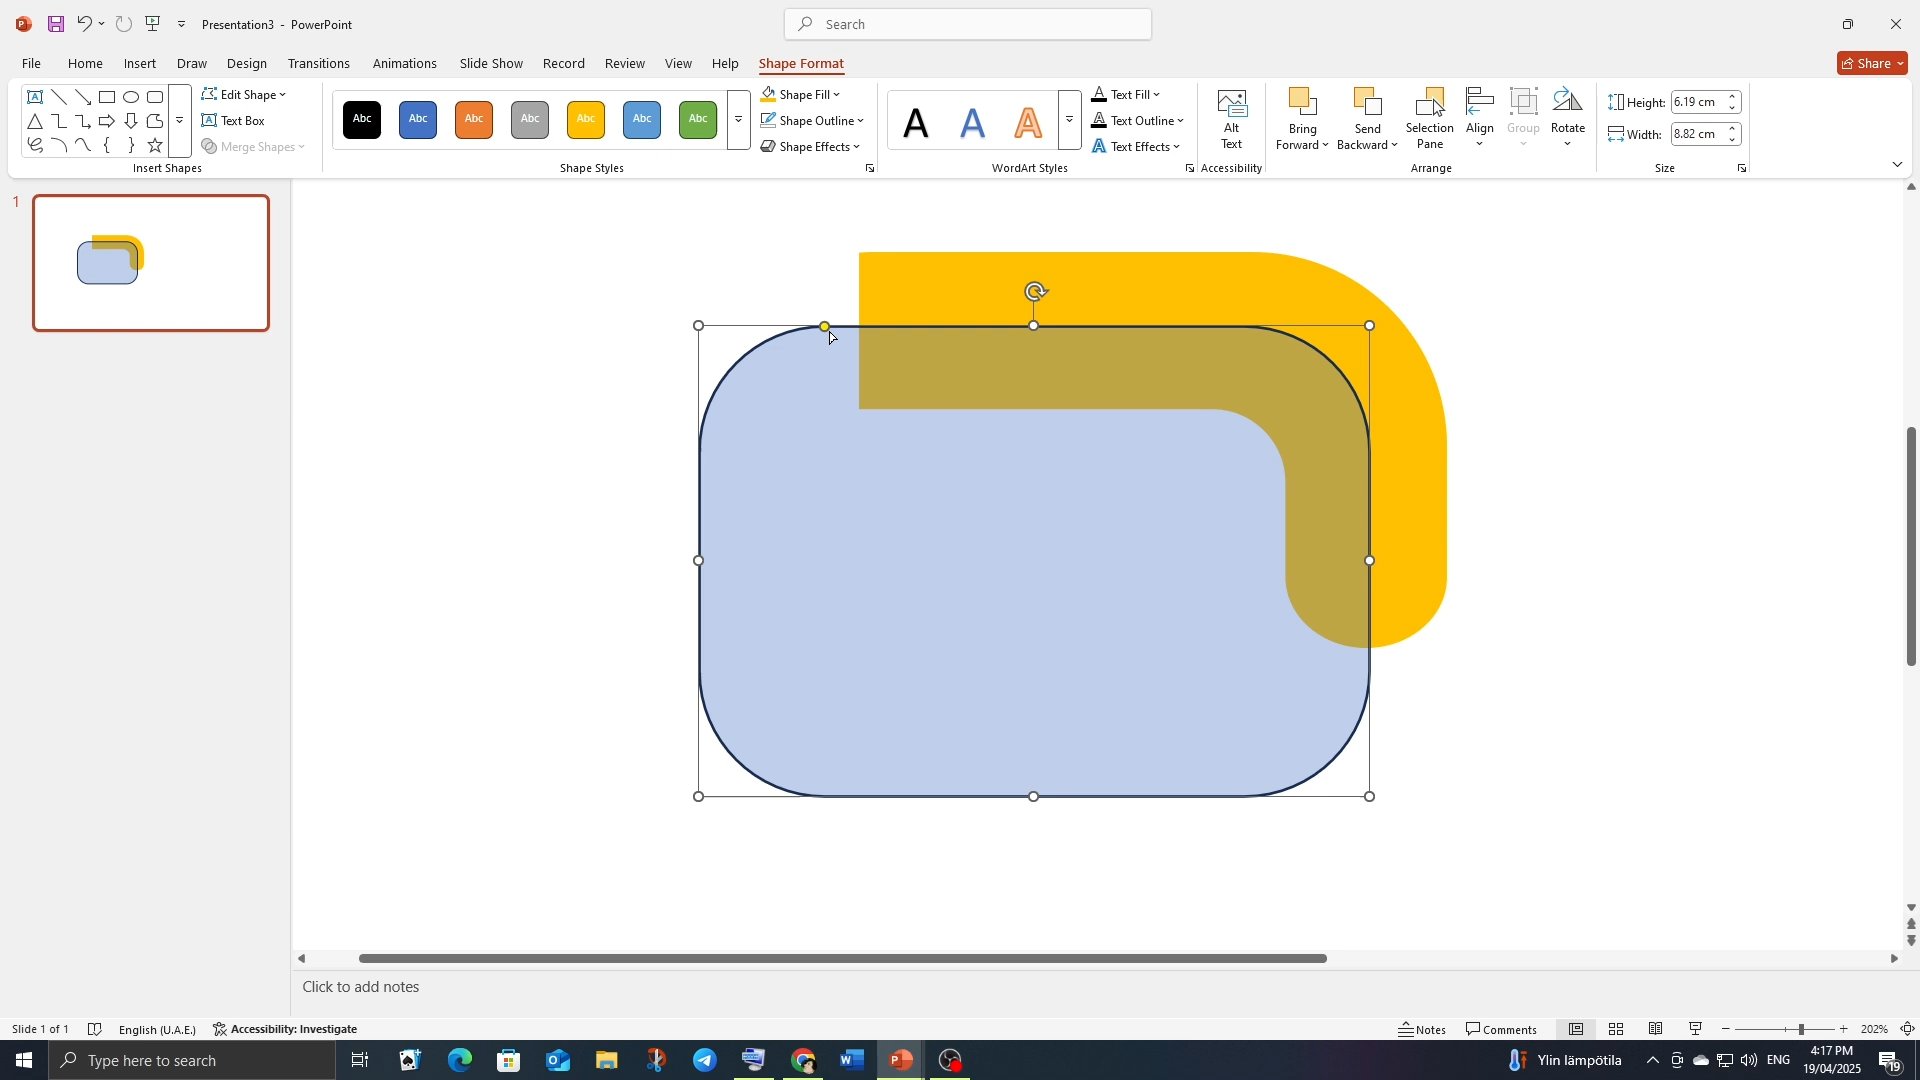 Presentation3 - PowerPoint
Search
File Home Insert Draw Design Transitions Animations Slide Show Record Review View Help Shape Format
Share
Edit Shape
Text Box
Merge Shapes
Insert Shapes
Abc Abc Abc Abc Abc Abc Abc
Shape Fill
Shape Outline
Shape Effects
Shape Styles
A A A
Text Fill
Text Outline
Text Effects
WordArt Styles
Alt
Text
Accessibility
Bring
Forward
Send
Backward
Selection
Pane
Align
Group
Rotate
Arrange
Height: 6.19 cm
Width: 8.82 cm
Size
1
Click to add notes
Slide 1 of 1 English (U.A.E.) Accessibility: Investigate
Notes Comments 202%
Type here to search
Ylin lämpötila ENG
4:17 PM
19/04/2025
19